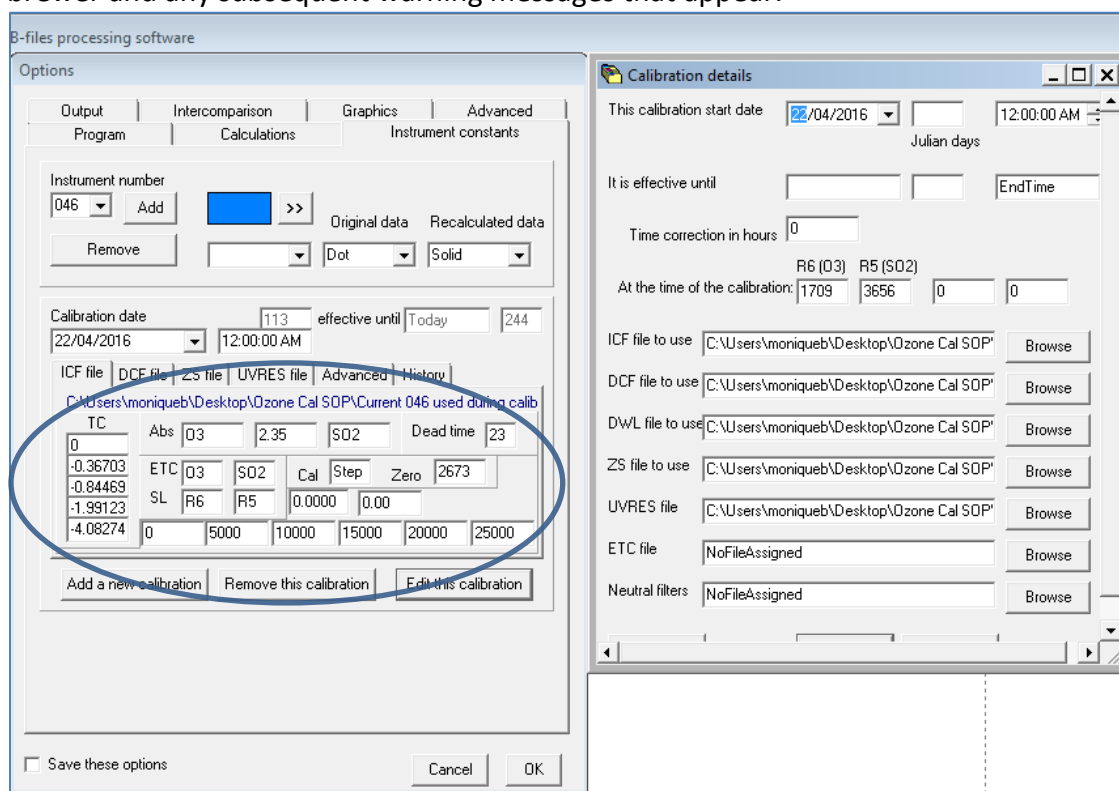 brewer and any subsequent warning messages that appear.
B-files processing software
Options
Output Intercomparison Graphics Advanced
Program Calculations Instrument constants
Instrument number
046 Add >> Original data Recalculated data
Remove Dot Solid
Calibration date 113 effective until Today 244
22/04/2016 12:00:00 AM
ICF file DCF file ZS file UVRES file Advanced History
C:\Users\moniqueb\Desktop\Ozone Cal SOP\Current 046 used during calib
TC
0
-0.36703
-0.84469
-1.99123
-4.08274
Abs O3 2.35 SO2 Dead time 23
ETC O3 SO2 Cal Step Zero 2673
SL R6 R5 0.0000 0.00
0 5000 10000 15000 20000 25000
Add a new calibration Remove this calibration Edit this calibration
Save these options
Cancel OK
Calibration details
This calibration start date 22/04/2016 12:00:00 AM
Julian days
It is effective until EndTime
Time correction in hours 0
R6 (O3) R5 (SO2)
At the time of the calibration: 1709 3656 0 0
ICF file to use C:\Users\moniqueb\Desktop\Ozone Cal SOP' Browse
DCF file to use C:\Users\moniqueb\Desktop\Ozone Cal SOP' Browse
DWL file to use C:\Users\moniqueb\Desktop\Ozone Cal SOP' Browse
ZS file to use C:\Users\moniqueb\Desktop\Ozone Cal SOP' Browse
UVRES file C:\Users\moniqueb\Desktop\Ozone Cal SOP' Browse
ETC file NoFileAssigned Browse
Neutral filters NoFileAssigned Browse